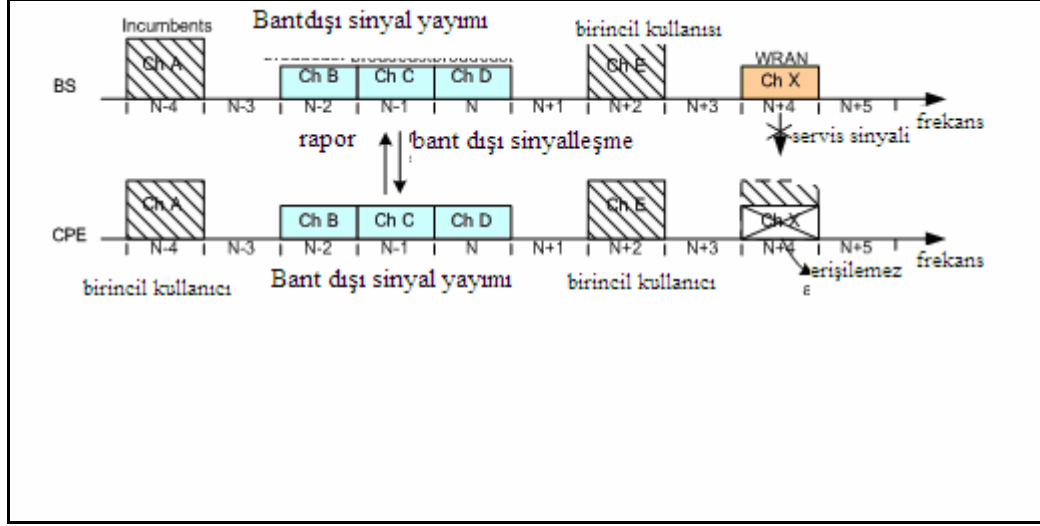 Incumbents Bantdışı sinyal yayımı birincil kullanısı
WRAN
Ch A Ch B Ch C Ch D Ch E Ch X
BS
N-4 N-3 N-2 N-1 N N+1 N+2 N+3 N+4 N+5 frekans
rapor bant dışı sinyalleşme servis sinyali
Ch A Ch B Ch C Ch D Ch E Ch X
CPE
N-4 N-3 N-2 N-1 N N+1 N+2 N+3 N+4 N+5 frekans
birincil kullanıcı Bant dışı sinyal yayımı birincil kullanıcı erişilemez